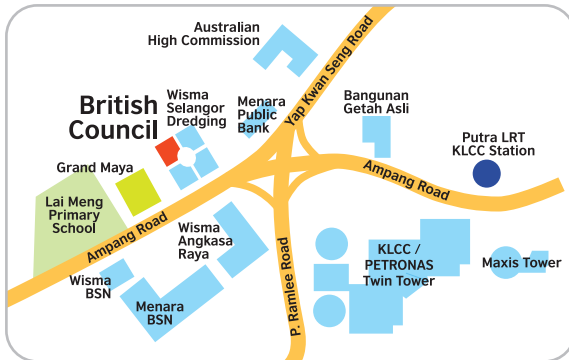 Australian
High Commission
Yap Kwan Seng Road
Wisma
Selangor
Dredging
Menara
Public
Bank
Bangunan
Getah Asli
British
Council
Putra LRT
KLCC Station
Grand Maya
Ampang Road
Lai Meng
Primary
School
Ampang Road
Wisma
Angkasa
Raya
P. Ramlee Road
KLCC /
PETRONAS
Twin Tower
Maxis Tower
Wisma
BSN
Menara
BSN